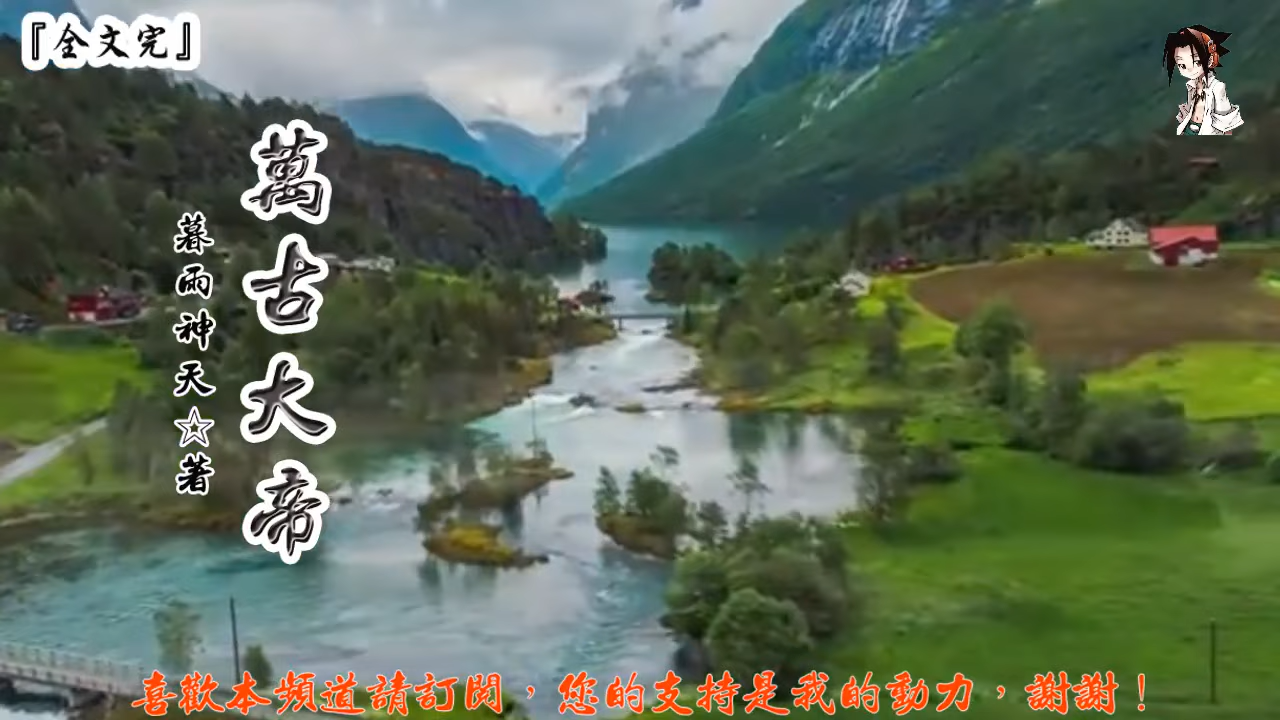 『全文完』
萬古大帝
暮雨神天☆著
喜歡本頻道請訂閱，您的支持是我的動力，謝謝！